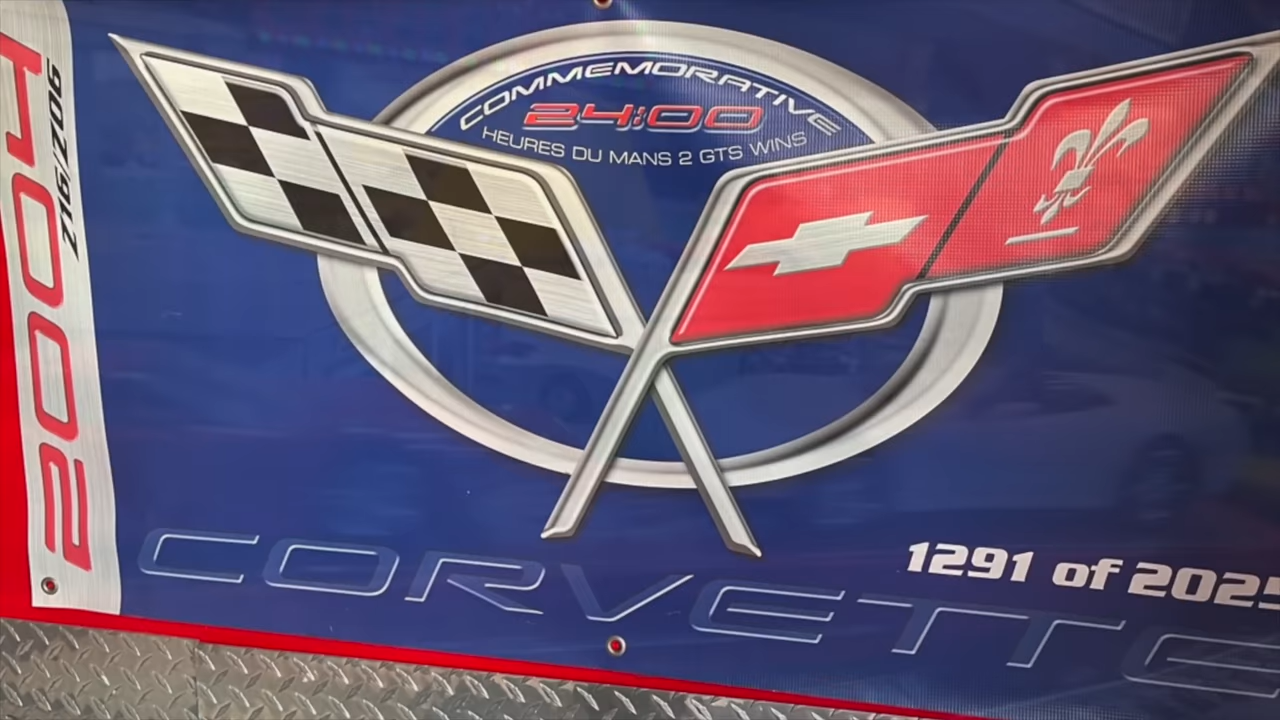 2004
Z16/Z06
COMMEMORATIVE
24:00
HEURES DU MANS 2 GTS WINS
1291 of 2025
CORVETTE